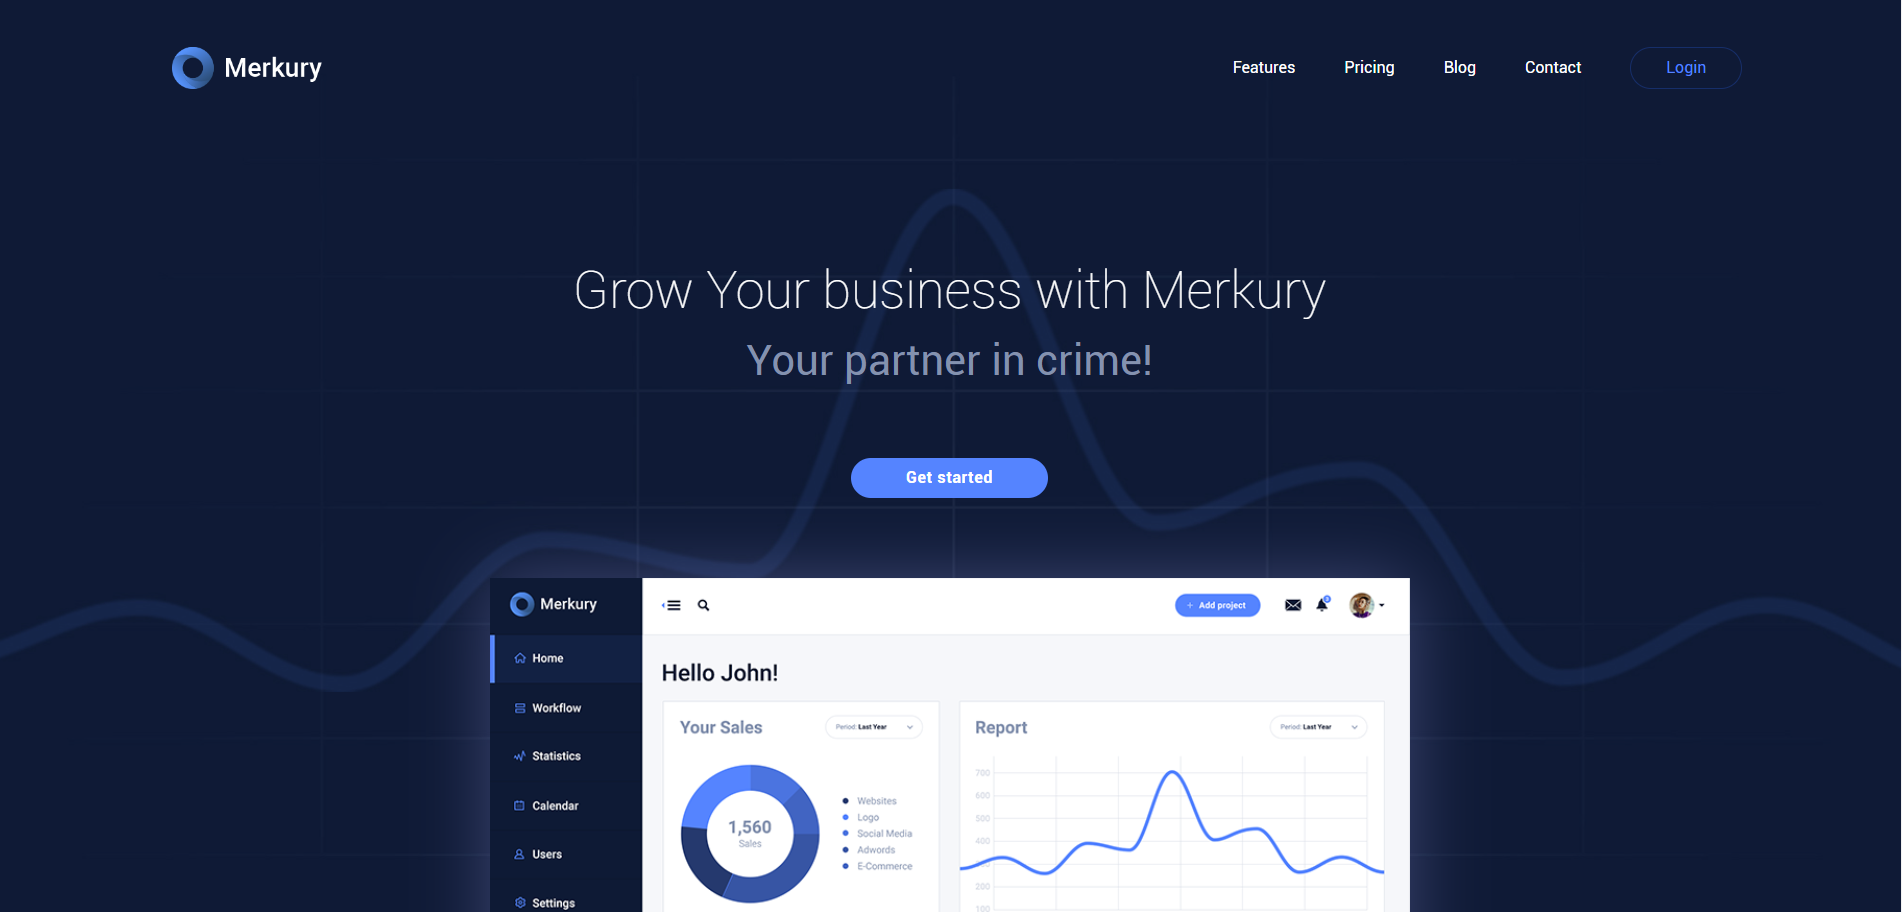 Merkury
Features
Pricing
Blog
Contact
Login
Grow Your business with Merkury
Your partner in crime!
Get started
Merkury
+ Add project
Home
Workflow
Statistics
Calendar
Users
Settings
Hello John!
Your Sales
Period: Last Year
1,560
Sales
Websites
Logo
Social Media
Adwords
E-Commerce
Report
Period: Last Year
700
600
500
400
200
100